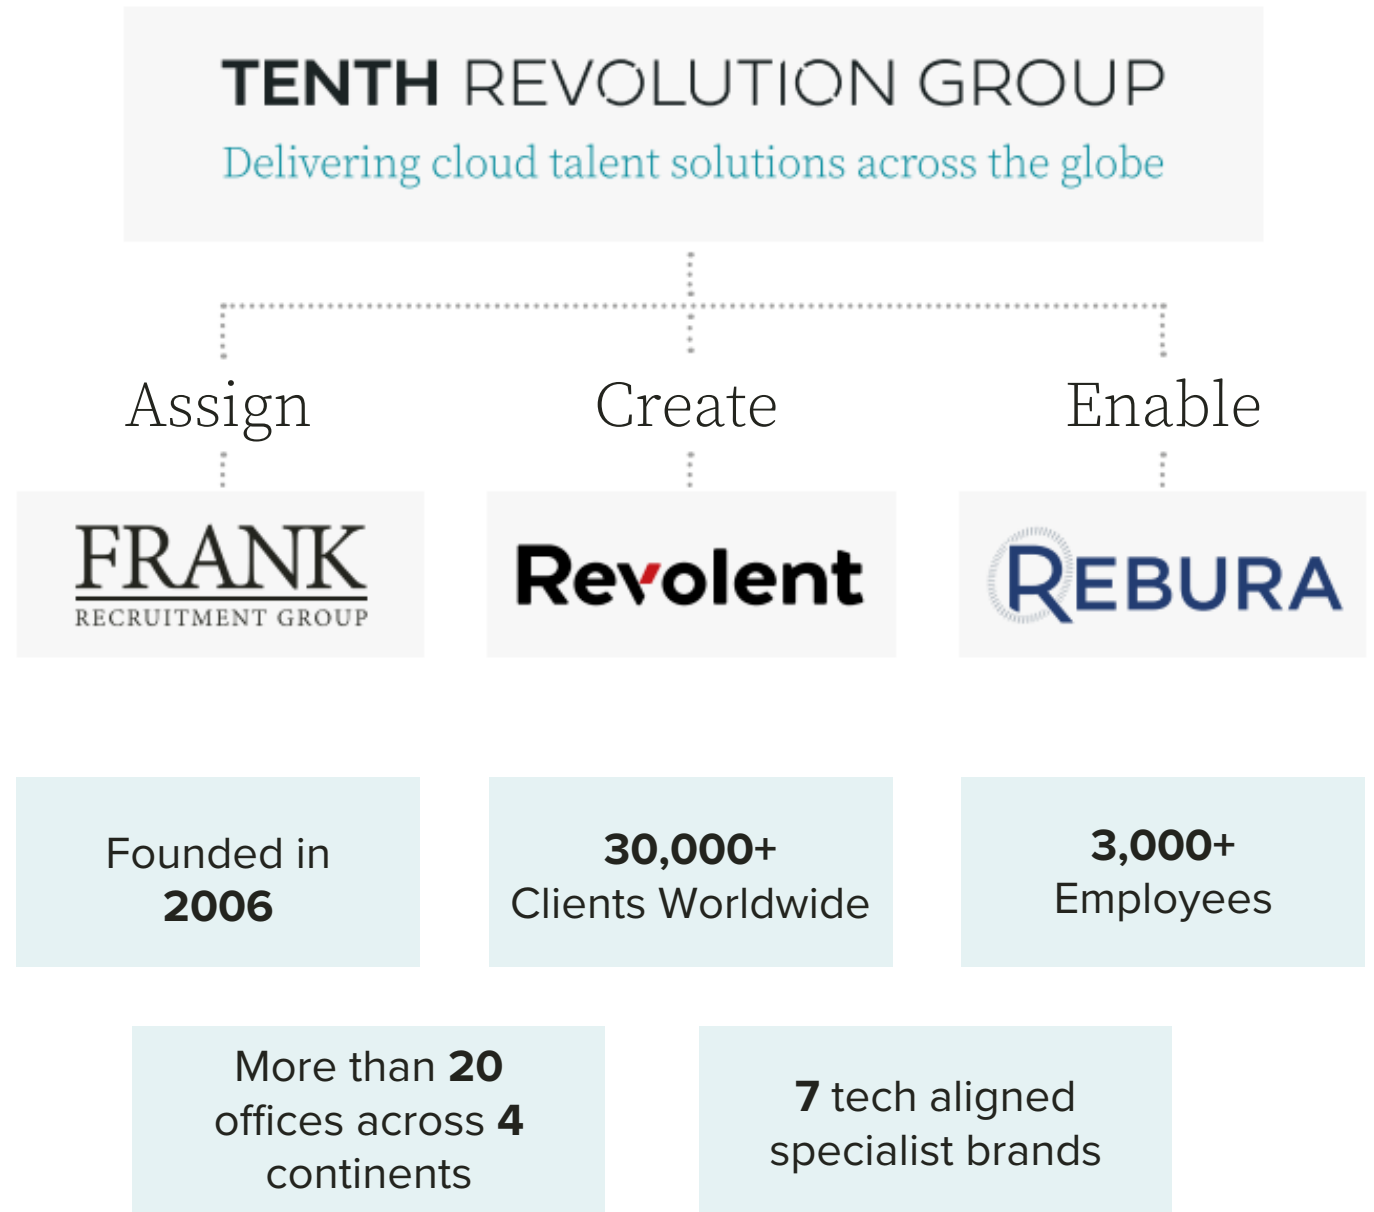 TENTH REVOLUTION GROUP
Delivering cloud talent solutions across the globe
Assign
Create
Enable
FRANK
RECRUITMENT GROUP
Revolent
REBURA
Founded in
2006
30,000+
Clients Worldwide
3,000+
Employees
More than 20
offices across 4
continents
7 tech aligned
specialist brands